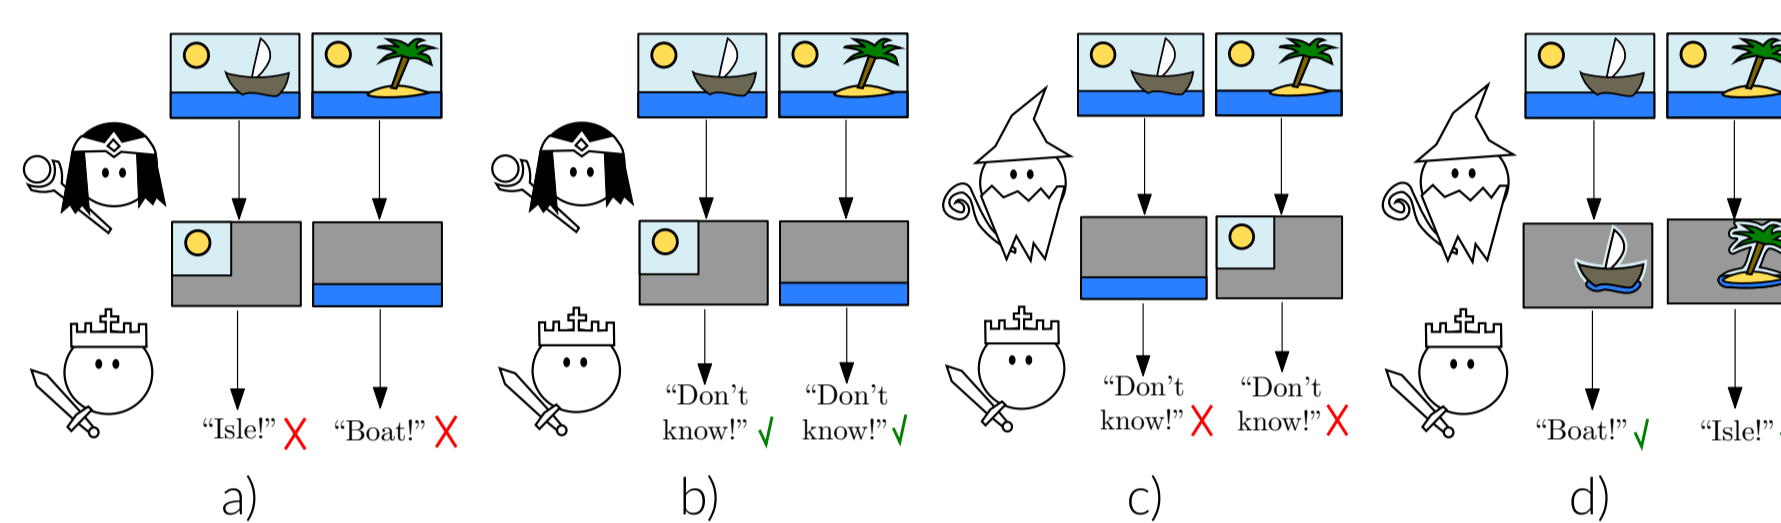 “Isle!” “Boat!”
“Don’t
know!”
“Don’t
know!”
“Don’t
know!”
“Don’t
know!”
“Boat!” “Isle!”
a) b) c) d)